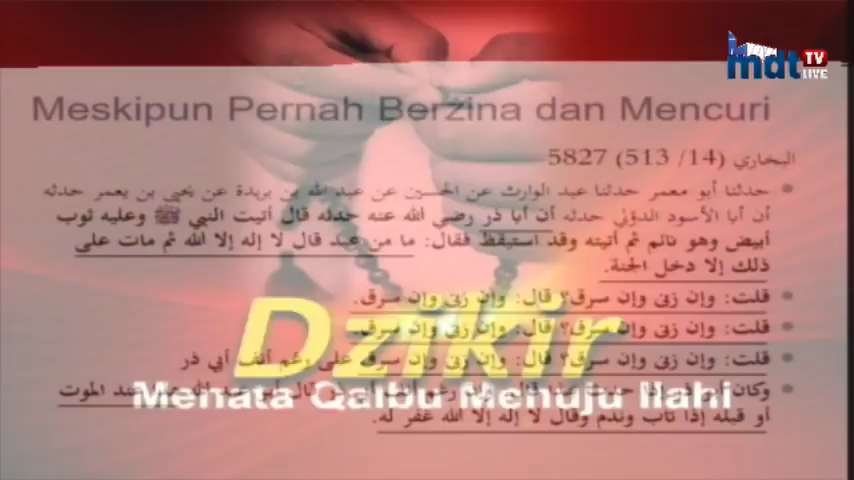 mdt TV
LIVE
Meskipun Pernah Berzina dan Mencuri
البخاري (14/ 513) 5827
• حدثنا أبو معمر حدثنا عبد الوارث عن الحسين عن عبد الله بن بريدة عن يحيى بن يعمر حدثه
أن أبا الأسود الدؤلي حدثه أن أبا ذر رضي الله عنه حدثه قال أتيت النبي ﷺ وعليه ثوب
أبيض وهو نائم ثم أتيته وقد استيقظ فقال: ما من عبد قال لا إله إلا الله ثم مات على
ذلك إلا دخل الجنة.
• قلت: وإن زنى وإن سرق؟ قال: وإن زنى وإن سرق.
• قلت: وإن زنى وإن سرق؟ قال: وإن زنى وإن سرق.
• قلت: وإن زنى وإن سرق؟ قال: وإن زنى وإن سرق على رغم أنف أبي ذر
Dzikir
• وكان أبو ذر إذا قال الموت
Menata Qalbu Menuju Ilahi
أو قبله إذا تاب وندم وقال لا إله إلا الله غفر له.